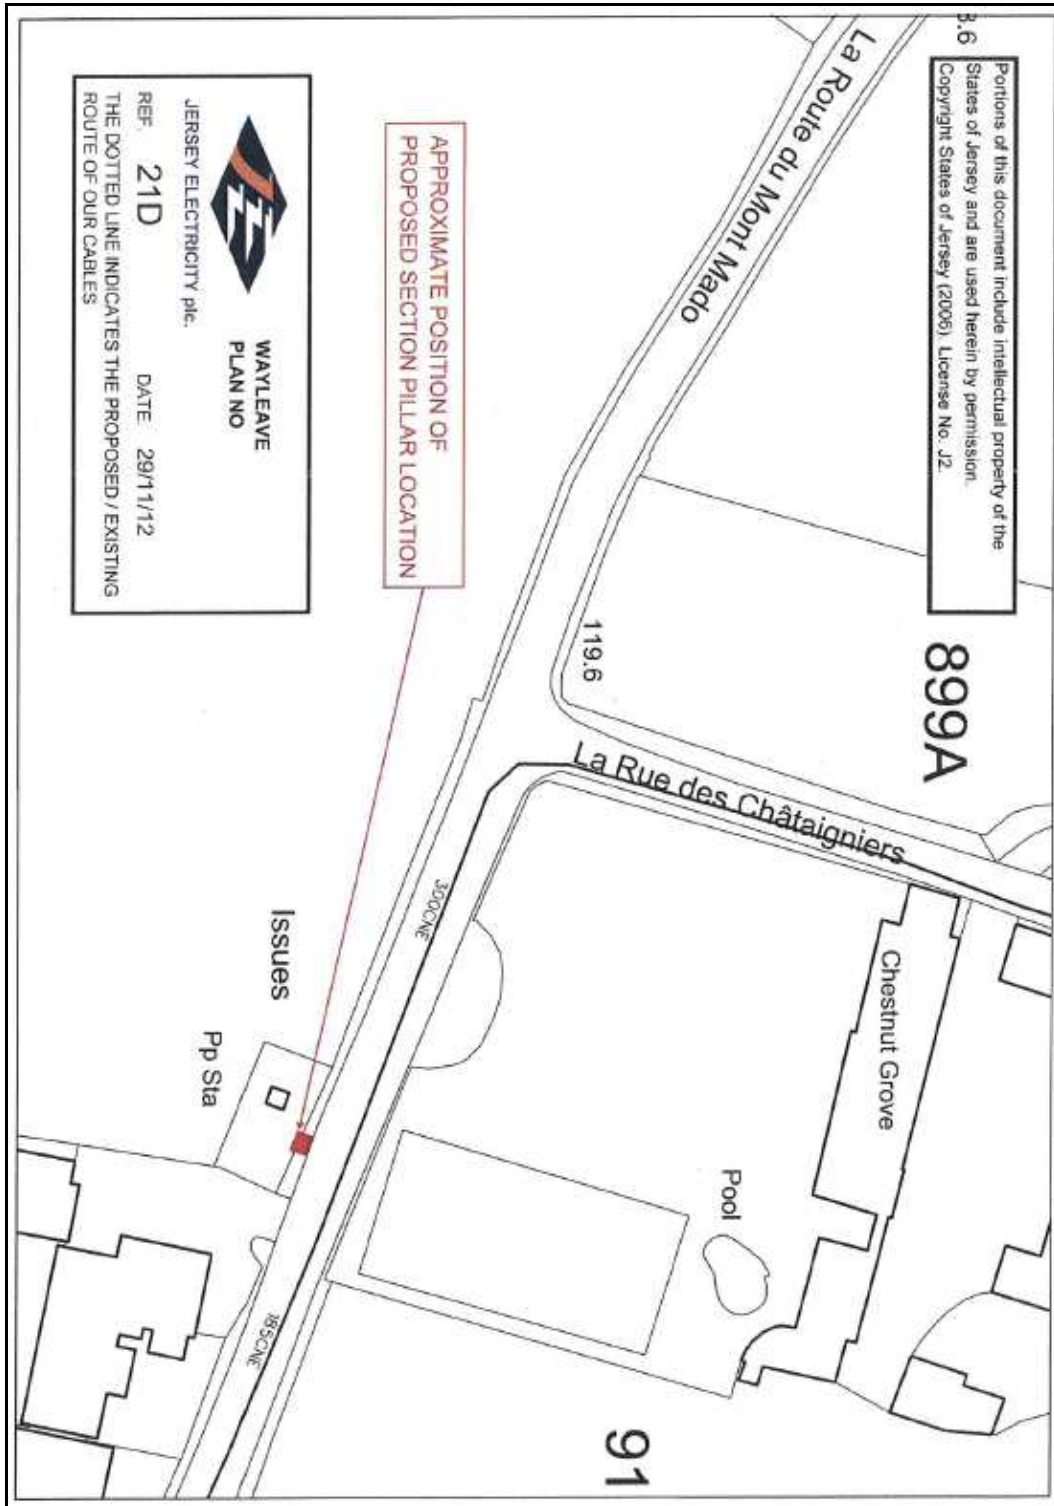 Portions of this document include intellectual property of the
States of Jersey and are used herein by permission.
Copyright States of Jersey (2006) License No. J2.
La Route du Mont Mado
899A
119.6
La Rue des Châtaigniers
Chestnut Grove
Pool
91
300CNE
185CNE
Issues
Pp Sta
APPROXIMATE POSITION OF
PROPOSED SECTION PILLAR LOCATION
JERSEY ELECTRICITY plc.
WAYLEAVE
PLAN NO
REF. 21D DATE 29/11/12
THE DOTTED LINE INDICATES THE PROPOSED / EXISTING
ROUTE OF OUR CABLES